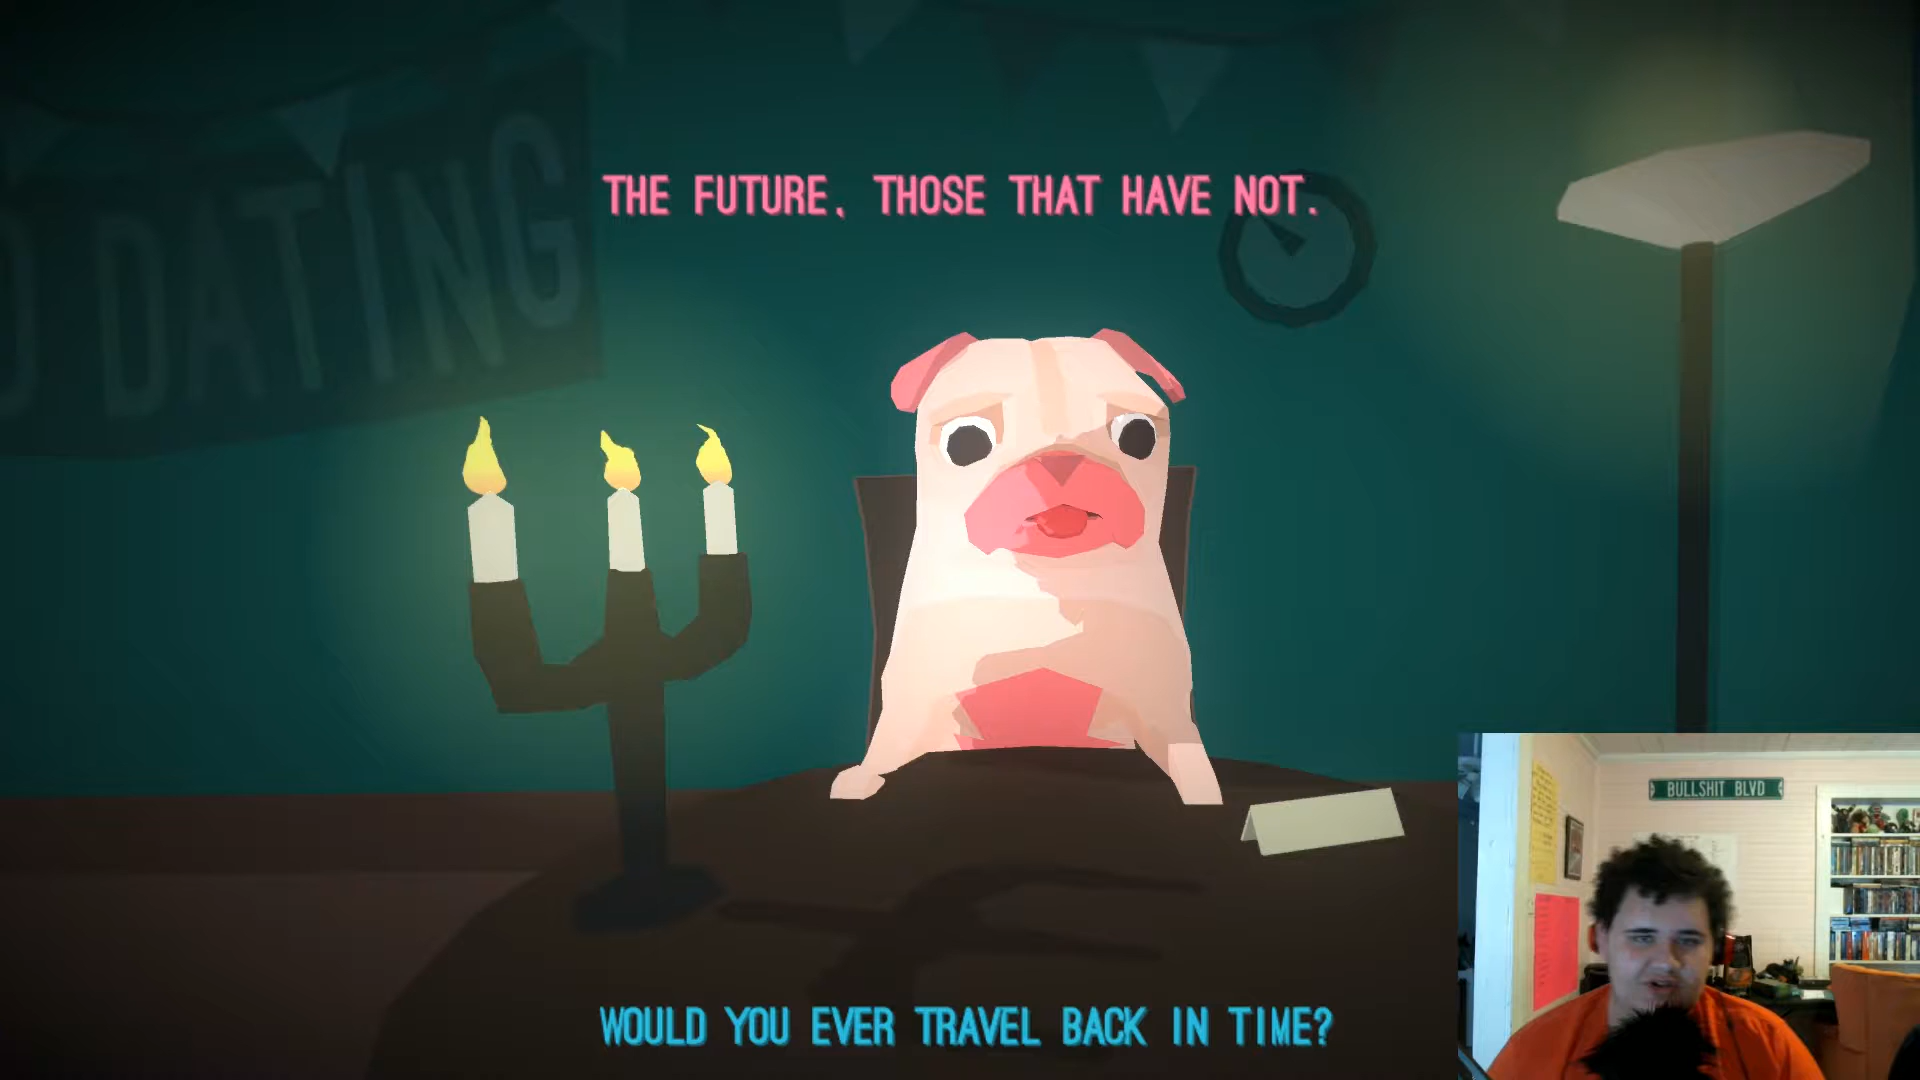 THE FUTURE. THOSE THAT HAVE NOT.
D DATING
BULLSHIT BLVD
WOULD YOU EVER TRAVEL BACK IN TIME?